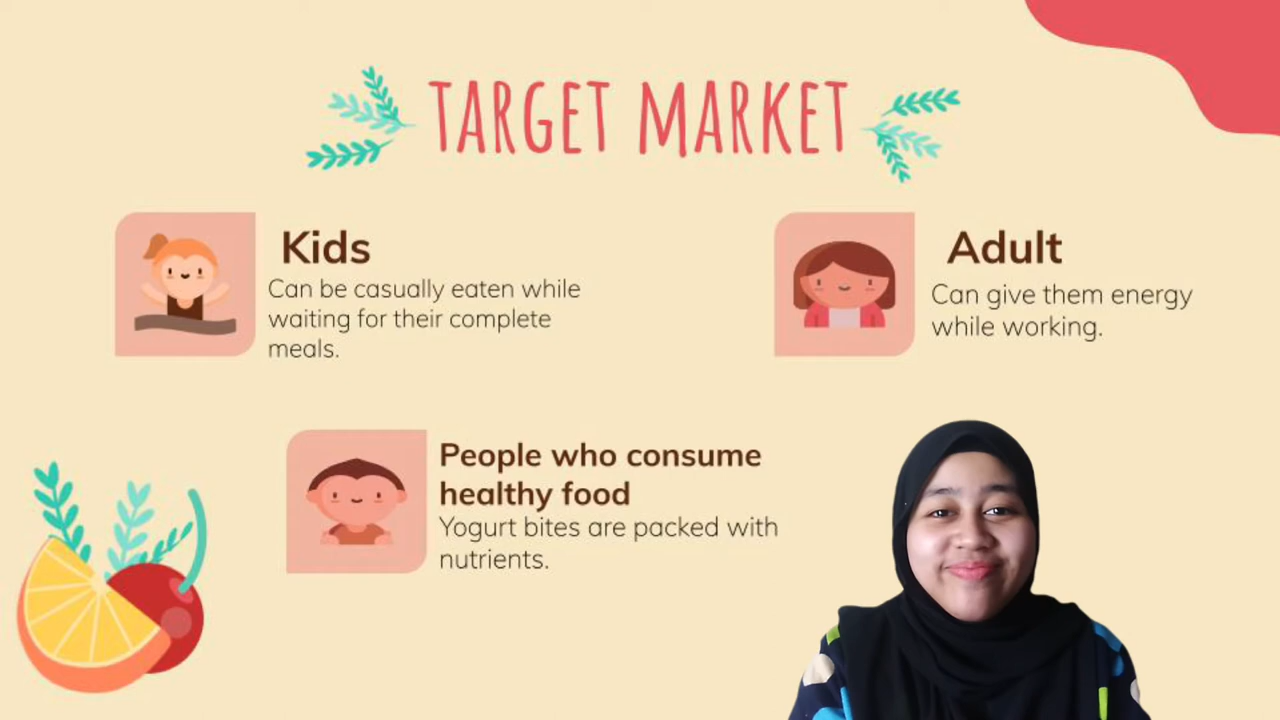 TARGET MARKET
Kids
Can be casually eaten while
waiting for their complete
meals.
Adult
Can give them energy
while working.
People who consume
healthy food
Yogurt bites are packed with
nutrients.